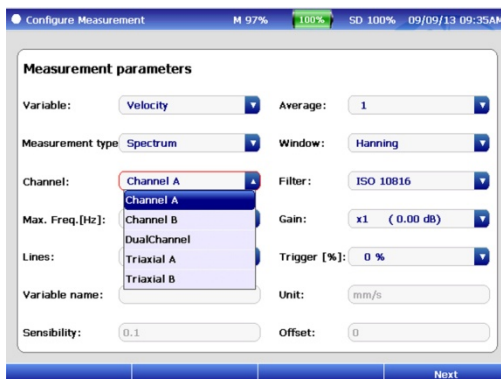 Configure Measurement M 97% 100% SD 100% 09/09/13 09:35AM
Measurement parameters
Variable: Velocity Average: 1
Measurement type Spectrum Window: Hanning
Channel: Channel A Filter: ISO 10816
Channel A
Max. Freq.[Hz]: Channel B Gain: x1 ( 0.00 dB)
DualChannel
Lines: Triaxial A Trigger [%]: 0 %
Triaxial B
Variable name: Unit: mm/s
Sensibility: 0.1 Offset: 0
Next